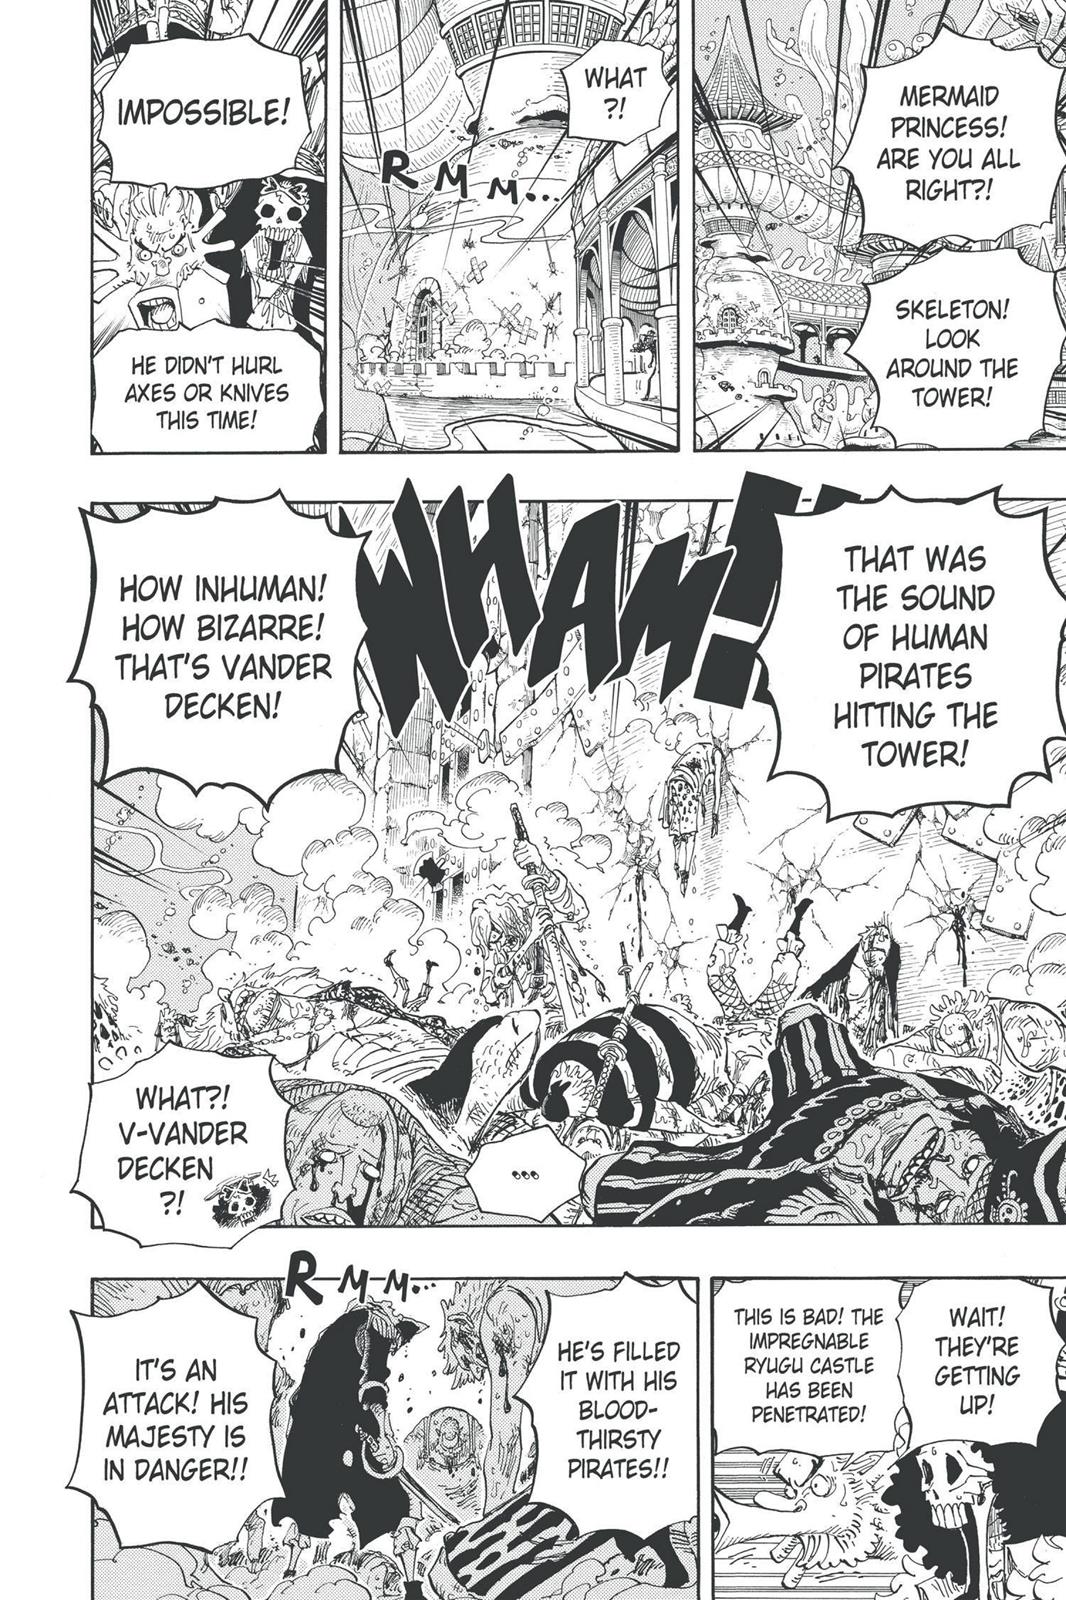 MERMAID
PRINCESS!
ARE YOU ALL
RIGHT?!
SKELETON!
LOOK
AROUND THE
TOWER!
WHAT
?!
RMM...
IMPOSSIBLE!
HE DIDN'T HURL
AXES OR KNIVES
THIS TIME!
THAT WAS
THE SOUND
OF HUMAN
PIRATES
HITTING THE
TOWER!
WHAM!
HOW INHUMAN!
HOW BIZARRE!
THAT'S VANDER
DECKEN!
...
WHAT?!
V-VANDER
DECKEN
?!
WAIT!
THEY'RE
GETTING
UP!
THIS IS BAD! THE
IMPREGNABLE
RYUGU CASTLE
HAS BEEN
PENETRATED!
HE'S FILLED
IT WITH HIS
BLOOD-
THIRSTY
PIRATES!!
RMM...
IT'S AN
ATTACK! HIS
MAJESTY IS
IN DANGER!!